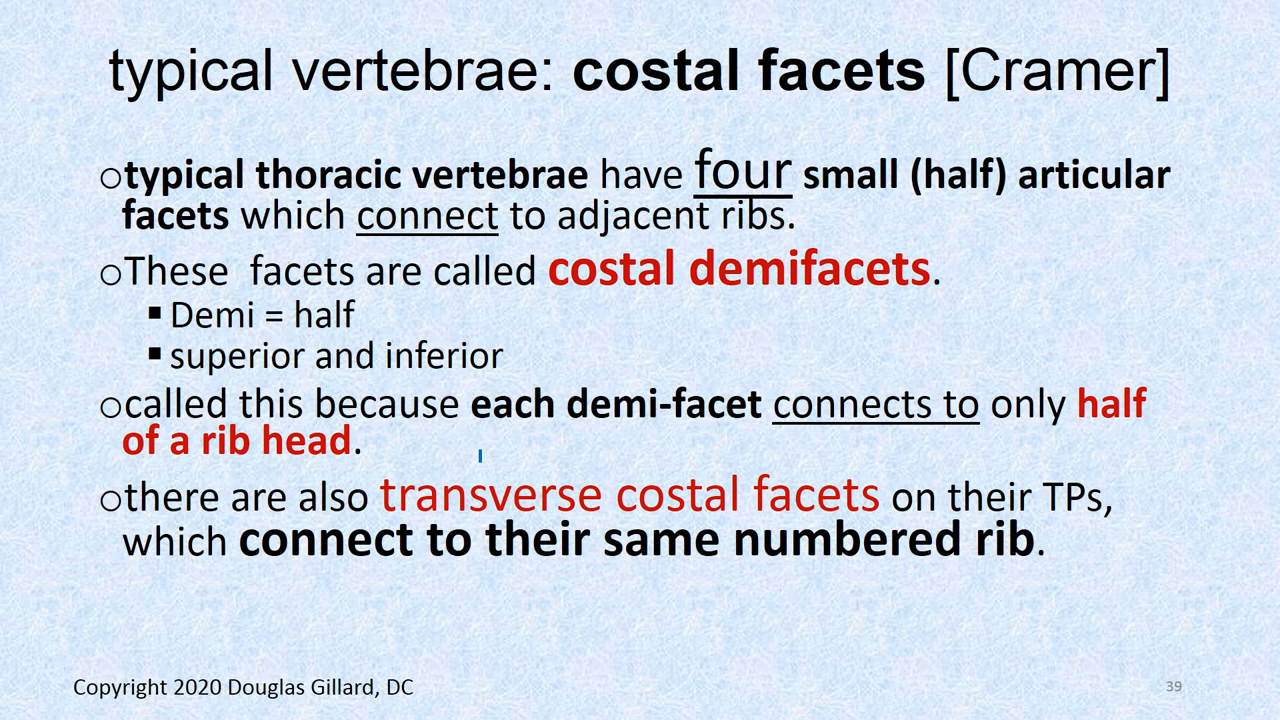 typical vertebrae: costal facets [Cramer]
○typical thoracic vertebrae have four small (half) articular
facets which connect to adjacent ribs.
○These  facets are called costal demifacets.
▪ Demi = half
▪ superior and inferior
○called this because each demi-facet connects to only half
of a rib head.
○there are also transverse costal facets on their TPs,
which connect to their same numbered rib.
Copyright 2020 Douglas Gillard, DC
39